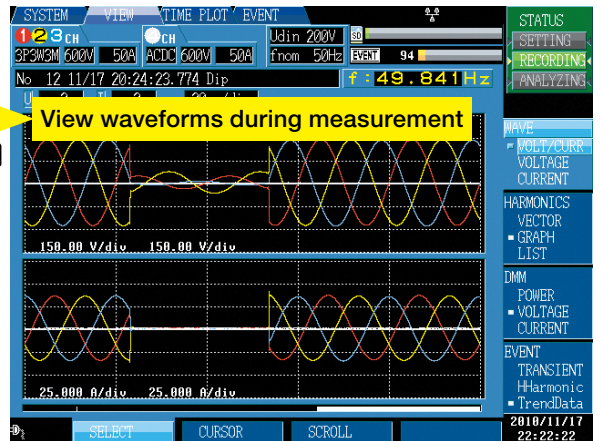 SYSTEM VIEW TIME PLOT EVENT
1 2 3 CH CH Udin 200V SD
3P3W3M 600V 50A ACDC 600V 50A fnom 50Hz EVENT 94
No 12 11/17 20:24:23.774 Dip f:49.841Hz
View waveforms during measurement
150.00 V/div 150.00 V/div
25.000 A/div 25.000 A/div
SELECT CURSOR SCROLL
STATUS
SETTING
RECORDING
ANALYZING
WAVE
VOLT/CURR
VOLTAGE
CURRENT
HARMONICS
VECTOR
GRAPH
LIST
DMM
POWER
VOLTAGE
CURRENT
EVENT
TRANSIENT
HHarmonic
TrendData
2010/11/17
22:22:22